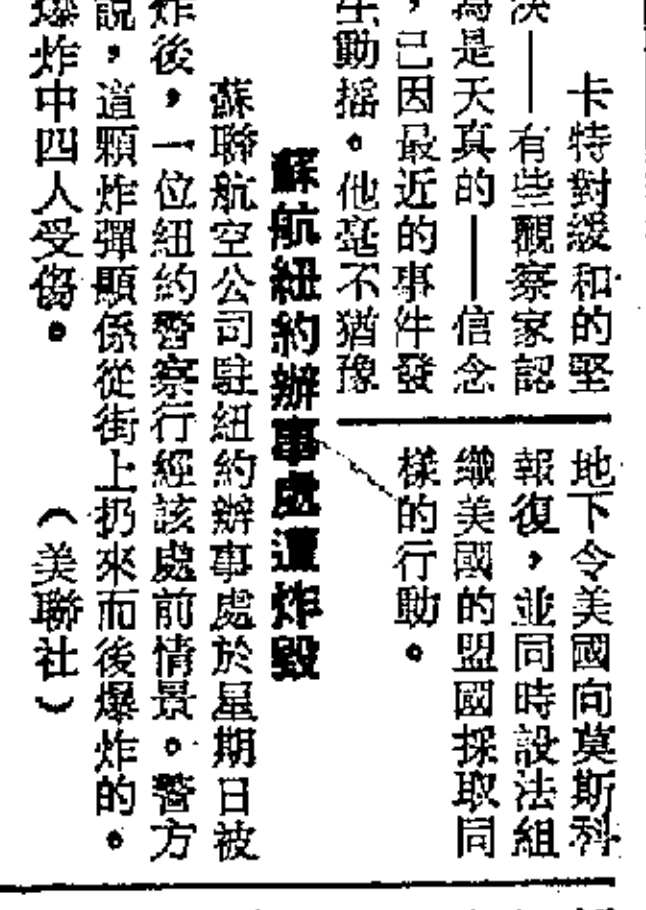 卡特對緩和的堅
決——有些觀察家認
為是天真的——信念
，已因最近的事件發
生動搖。他毫不猶豫
地下令美國向莫斯科
報復，並同時設法組
織美國的盟國採取同
樣的行動。
蘇航紐約辦事處遭炸毀
蘇聯航空公司駐紐約辦事處於星期日被
炸後，一位紐約警察行經該處前情景。警方
說，這顆炸彈顯係從街上扔來而後爆炸的。
爆炸中四人受傷。（美聯社）